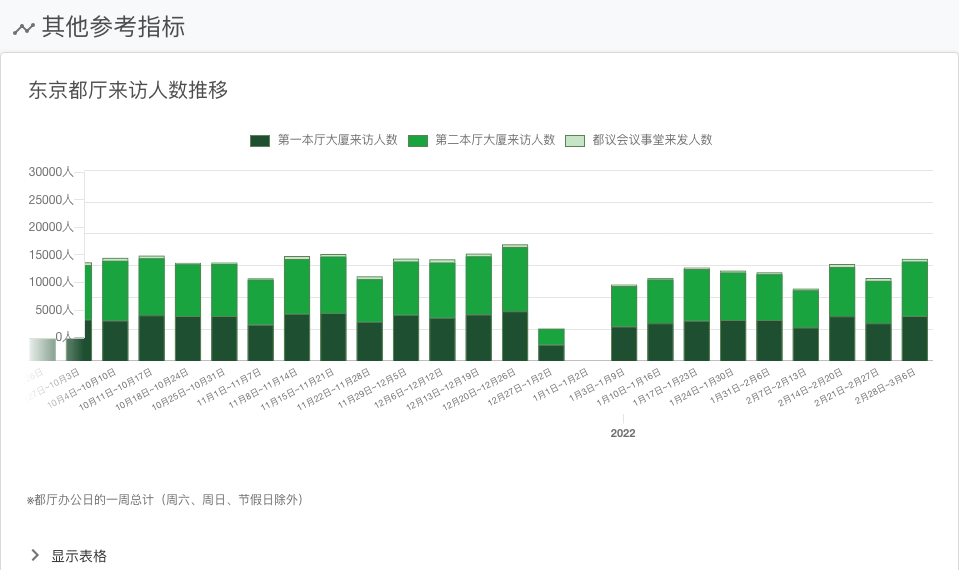 其他参考指标
东京都厅来访人数推移
第一本厅大厦来访人数
第二本厅大厦来访人数
都议会议事堂来发人数
30000人
25000人
20000人
15000人
10000人
5000人
0人
10月4日~10月10日
10月11日~10月17日
10月18日~10月24日
10月25日~10月31日
11月1日~11月7日
11月8日~11月14日
11月15日~11月21日
11月22日~11月28日
11月29日~12月5日
12月6日~12月12日
12月13日~12月19日
12月20日~12月26日
12月27日~1月2日
1月1日~1月2日
1月3日~1月9日
1月10日~1月16日
1月17日~1月23日
1月24日~1月30日
1月31日~2月6日
2月7日~2月13日
2月14日~2月20日
2月21日~2月27日
2月28日~3月6日
2022
※都厅办公日的一周总计（周六、周日、节假日除外）
显示表格